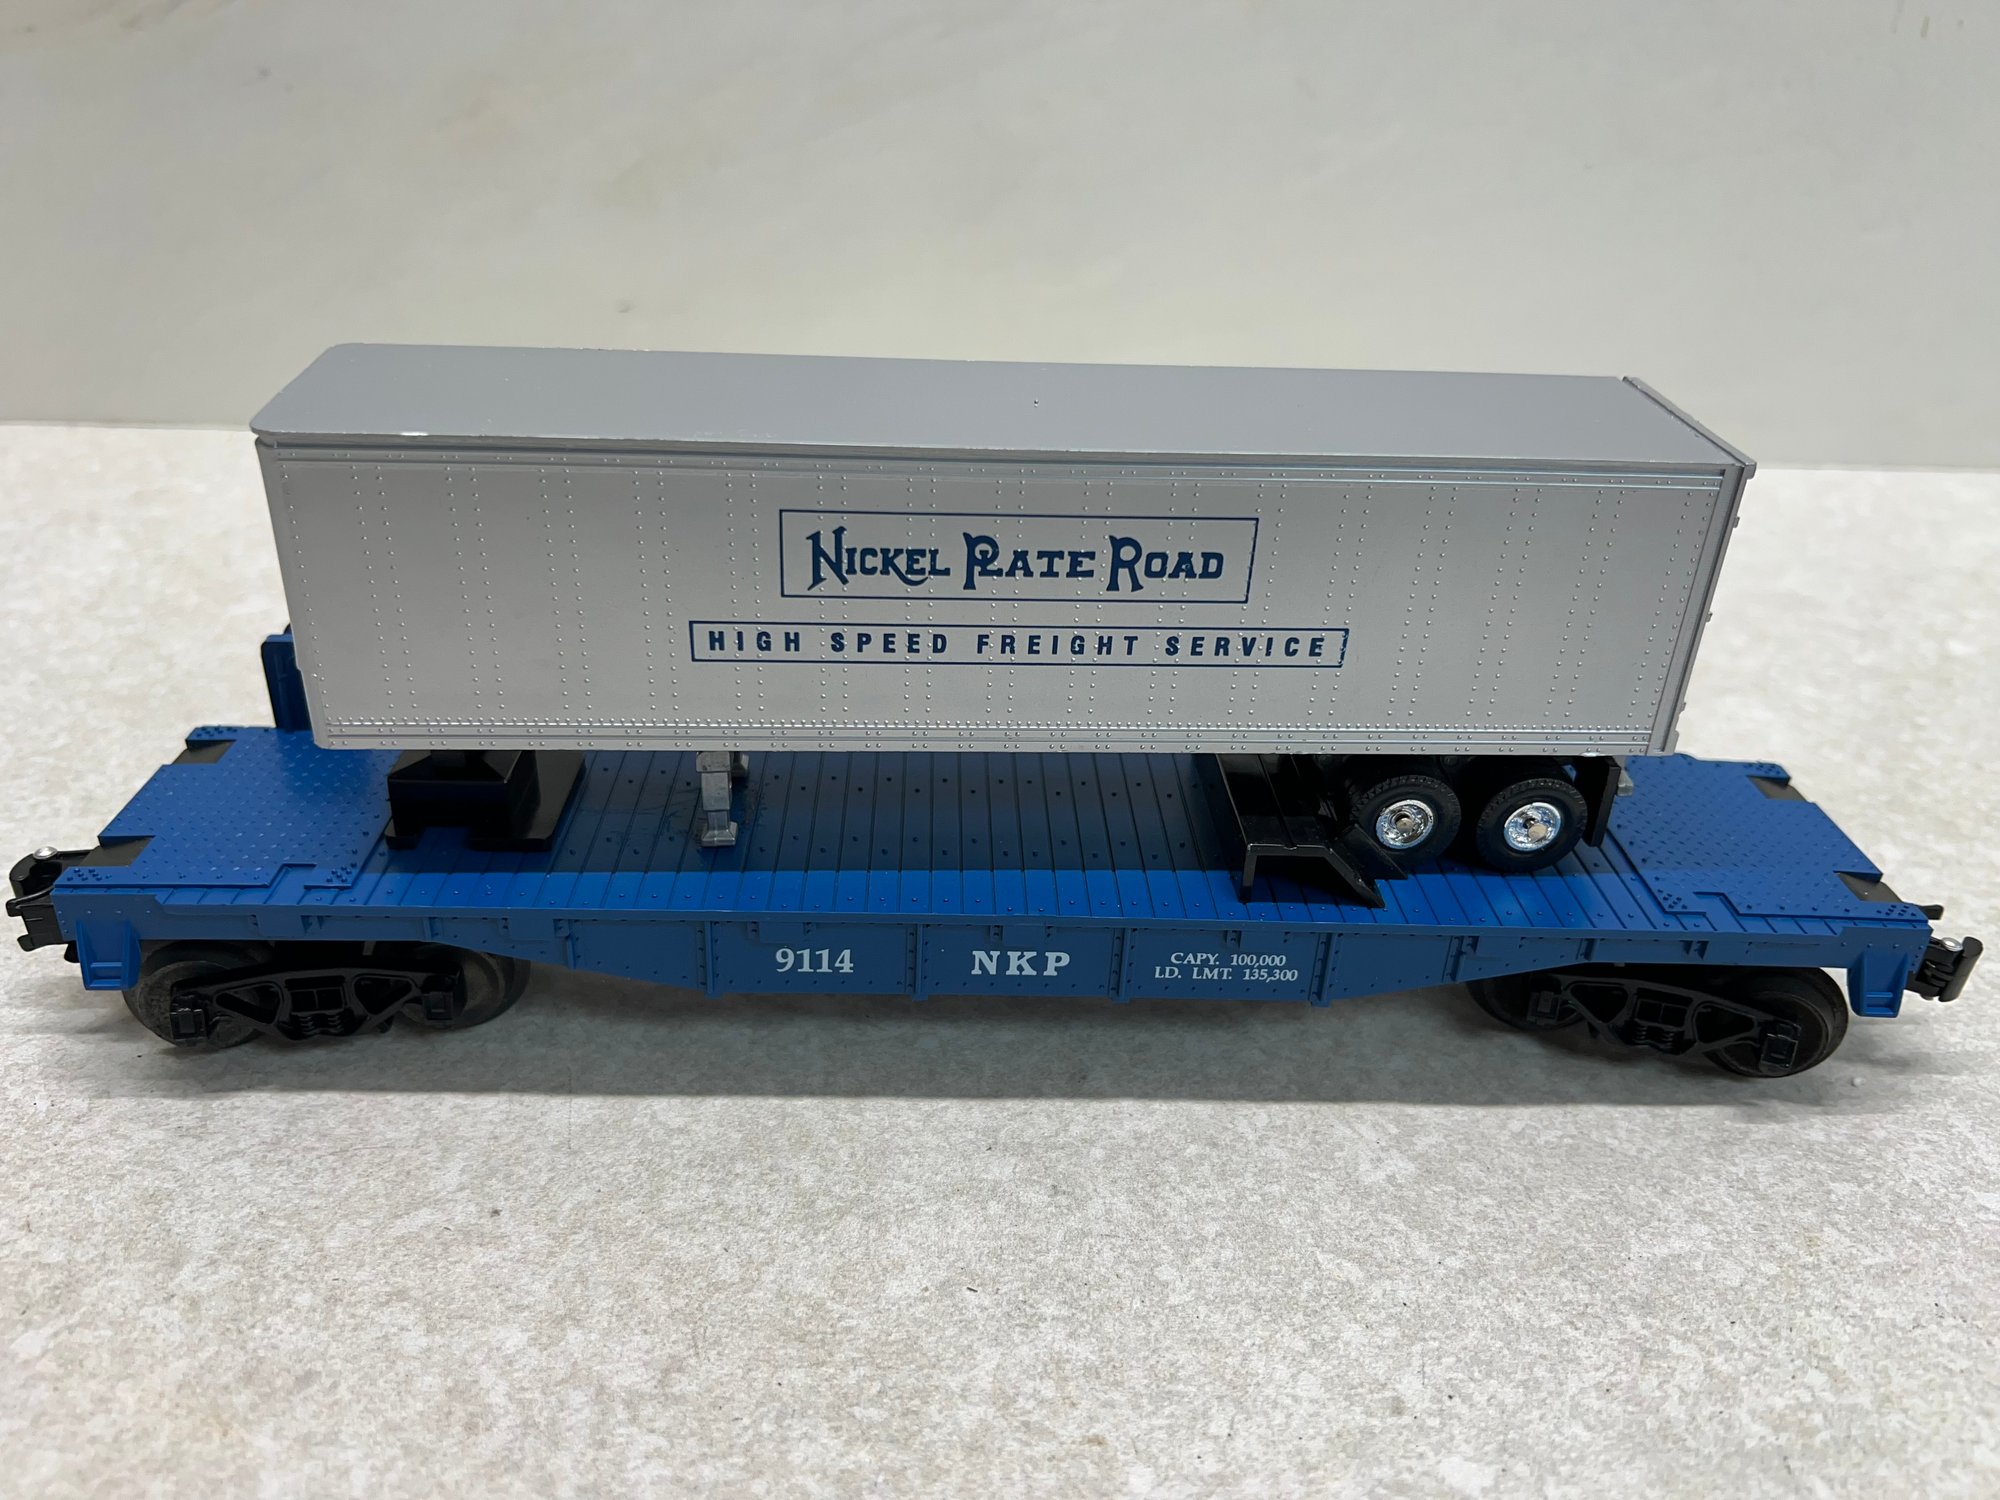 NICKEL PLATE ROAD
HIGH SPEED FREIGHT SERVICE
9114 NKP CAPY. 100,000
LD. LMT. 135,300